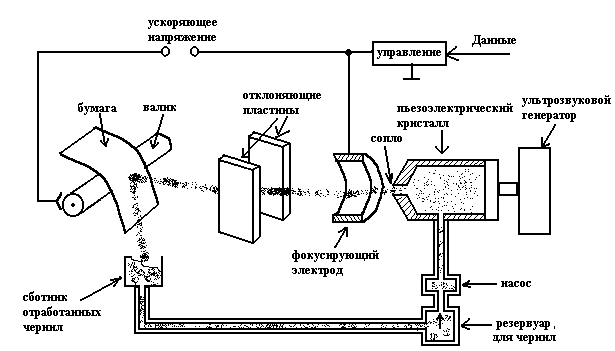 ускоряющее
напряжение
управление
Данные
бумага
валик
отклоняющие
пластины
пьезоэлектрический
кристалл
ультрозвуковой
генератор
сопло
фокусирующий
электрод
сботник
отработанных
чернил
насос
резервуар,
для чернил